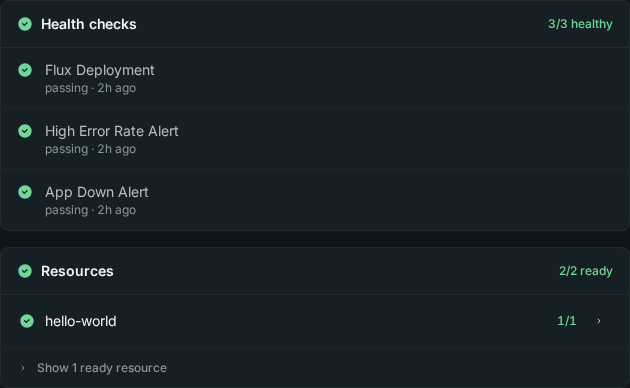 Health checks 3/3 healthy
Flux Deployment
passing · 2h ago
High Error Rate Alert
passing · 2h ago
App Down Alert
passing · 2h ago
Resources 2/2 ready
hello-world 1/1
Show 1 ready resource